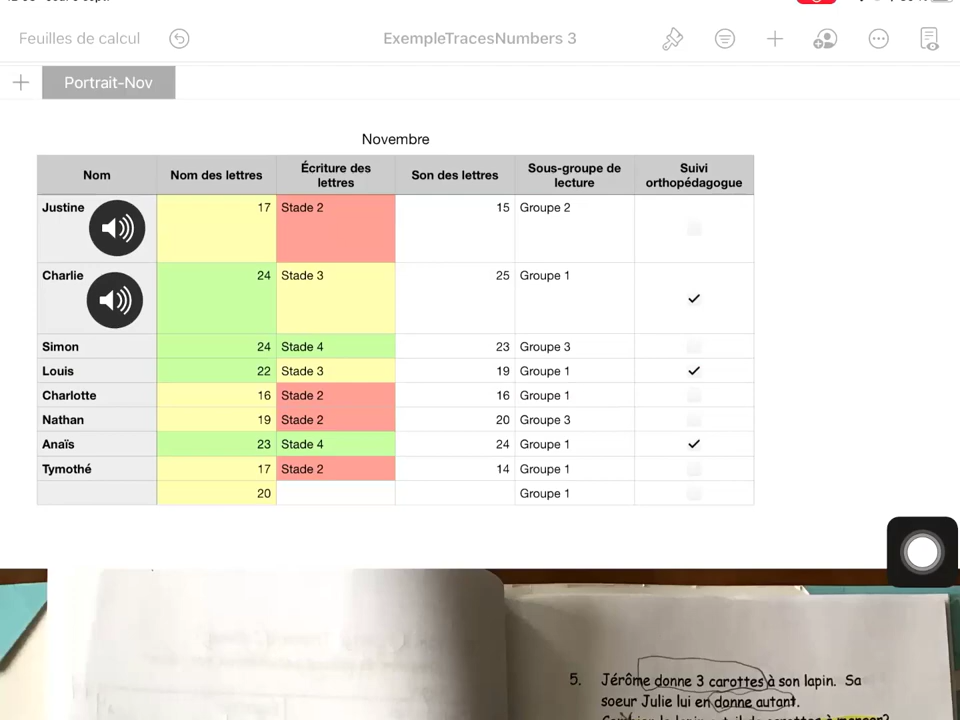 Feuilles de calcul
ExempleTracesNumbers 3
Portrait-Nov
Novembre
Nom Nom des lettres Écriture des lettres Son des lettres Sous-groupe de lecture Suivi orthopédagogue
Justine 17 Stade 2 15 Groupe 2
Charlie 24 Stade 3 25 Groupe 1
Simon 24 Stade 4 23 Groupe 3
Louis 22 Stade 3 19 Groupe 1
Charlotte 16 Stade 2 16 Groupe 1
Nathan 19 Stade 2 20 Groupe 3
Anaïs 23 Stade 4 24 Groupe 1
Tymothé 17 Stade 2 14 Groupe 1
20 Groupe 1
5. Jérôme donne 3 carottes à son lapin. Sa
soeur Julie lui en donne autant.